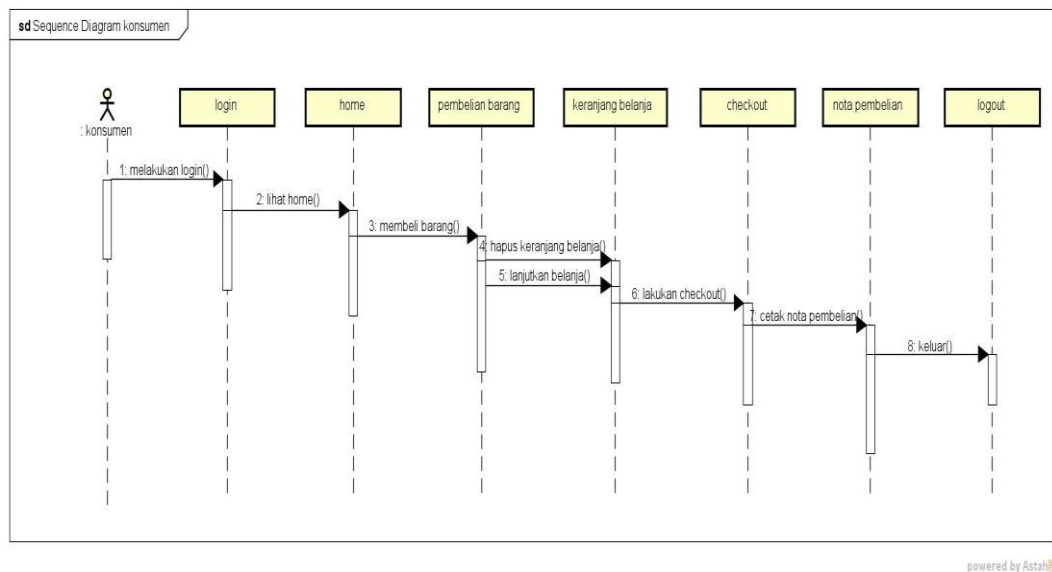 sd Sequence Diagram konsumen
: konsumen
login
home
pembelian barang
keranjang belanja
checkout
nota pembelian
logout
1: melakukan login()
2: lihat home()
3: membeli barang()
4: hapus keranjang belanja()
5: lanjutkan belanja()
6: lakukan checkout()
7: cetak nota pembelian()
8: keluar()
powered by Astah